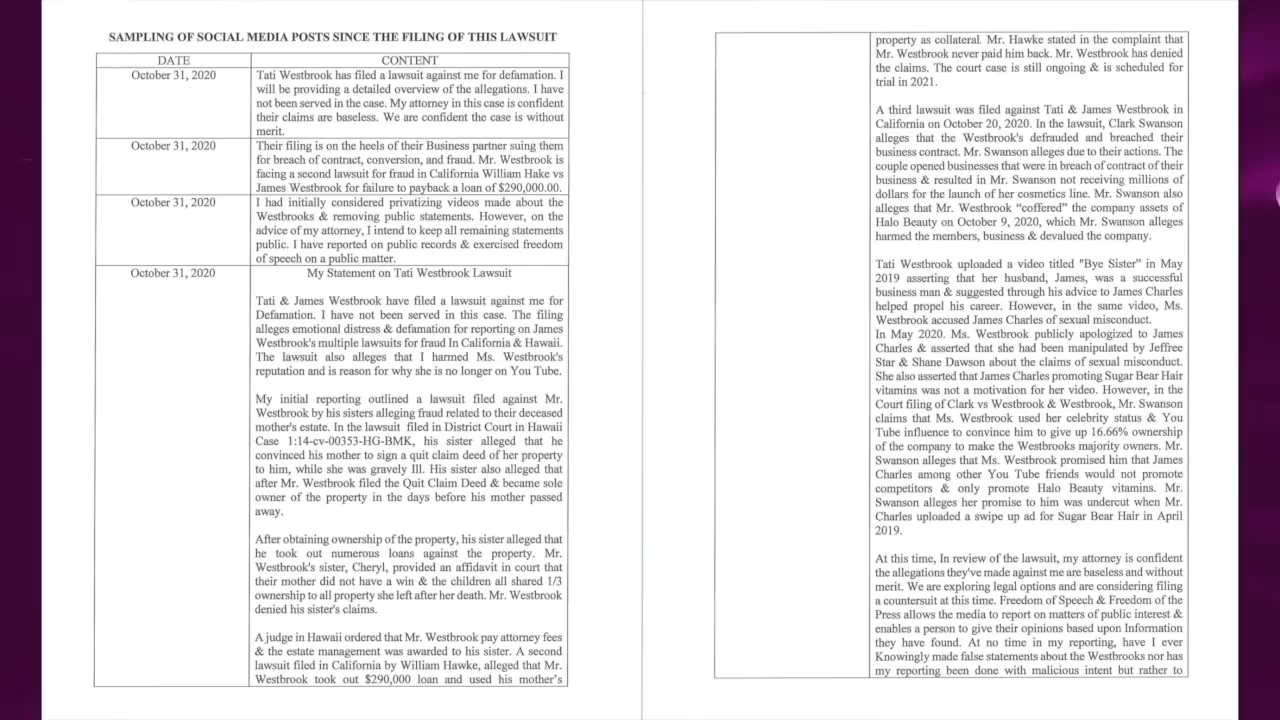 SAMPLING OF SOCIAL MEDIA POSTS SINCE THE FILING OF THIS LAWSUIT
DATE CONTENT
October 31, 2020 Tati Westbrook has filed a lawsuit against me for defamation. I
will be providing a detailed overview of the allegations. I have
not been served in the case. My attorney in this case is confident
their claims are baseless. We are confident the case is without
merit.
October 31, 2020 Their filing is on the heels of their Business partner suing them
for breach of contract, conversion, and fraud. Mr. Westbrook is
facing a second lawsuit for fraud in California William Hake vs
James Westbrook for failure to payback a loan of $290,000.00.
October 31, 2020 I had initially considered privatizing videos made about the
Westbrooks & removing public statements. However, on the
advice of my attorney, I intend to keep all remaining statements
public. I have reported on public records & exercised freedom
of speech on a public matter.
October 31, 2020 My Statement on Tati Westbrook Lawsuit
Tati & James Westbrook have filed a lawsuit against me for
Defamation. I have not been served in this case. The filing
alleges emotional distress & defamation for reporting on James
Westbrook's multiple lawsuits for fraud In California & Hawaii.
The lawsuit also alleges that I harmed Ms. Westbrook's
reputation and is reason for why she is no longer on You Tube.
My initial reporting outlined a lawsuit filed against Mr.
Westbrook by his sisters alleging fraud related to their deceased
mother's estate. In the lawsuit filed in District Court in Hawaii
Case 1:14-cv-00353-HG-BMK, his sister alleged that he
convinced his mother to sign a quit claim deed of her property
to him, while she was gravely Ill. His sister also alleged that
after Mr. Westbrook filed the Quit Claim Deed & became sole
owner of the property in the days before his mother passed
away.
After obtaining ownership of the property, his sister alleged that
he took out numerous loans against the property. Mr.
Westbrook's sister, Cheryl, provided an affidavit in court that
their mother did not have a win & the children all shared 1/3
ownership to all property she left after her death. Mr. Westbrook
denied his sister's claims.
A judge in Hawaii ordered that Mr. Westbrook pay attorney fees
& the estate management was awarded to his sister. A second
lawsuit filed in California by William Hawke, alleged that Mr.
Westbrook took out $290,000 loan and used his mother's
property as collateral. Mr. Hawke stated in the complaint that
Mr. Westbrook never paid him back. Mr. Westbrook has denied
the claims. The court case is still ongoing & is scheduled for
trial in 2021.
A third lawsuit was filed against Tati & James Westbrook in
California on October 20, 2020. In the lawsuit, Clark Swanson
alleges that the Westbrook's defrauded and breached their
business contract. Mr. Swanson alleges due to their actions. The
couple opened businesses that were in breach of contract of their
business & resulted in Mr. Swanson not receiving millions of
dollars for the launch of her cosmetics line. Mr. Swanson also
alleges that Mr. Westbrook “coffered” the company assets of
Halo Beauty on October 9, 2020, which Mr. Swanson alleges
harmed the members, business & devalued the company.
Tati Westbrook uploaded a video titled "Bye Sister” in May
2019 asserting that her husband, James, was a successful
business man & suggested through his advice to James Charles
helped propel his career. However, in the same video, Ms.
Westbrook accused James Charles of sexual misconduct.
In May 2020. Ms. Westbrook publicly apologized to James
Charles & asserted that she had been manipulated by Jeffree
Star & Shane Dawson about the claims of sexual misconduct.
She also asserted that James Charles promoting Sugar Bear Hair
vitamins was not a motivation for her video. However, in the
Court filing of Clark vs Westbrook & Westbrook, Mr. Swanson
claims that Ms. Westbrook used her celebrity status & You
Tube influence to convince him to give up 16.66% ownership
of the company to make the Westbrooks majority owners. Mr.
Swanson alleges that Ms. Westbrook promised him that James
Charles among other You Tube friends would not promote
competitors & only promote Halo Beauty vitamins. Mr.
Swanson alleges her promise to him was undercut when Mr.
Charles uploaded a swipe up ad for Sugar Bear Hair in April
2019.
At this time, In review of the lawsuit, my attorney is confident
the allegations they've made against me are baseless and without
merit. We are exploring legal options and are considering filing
a countersuit at this time. Freedom of Speech & Freedom of the
Press allows the media to report on matters of public interest &
enables a person to give their opinions based upon Information
they have found. At no time in my reporting, have I ever
Knowingly made false statements about the Westbrooks nor has
my reporting been done with malicious intent but rather to